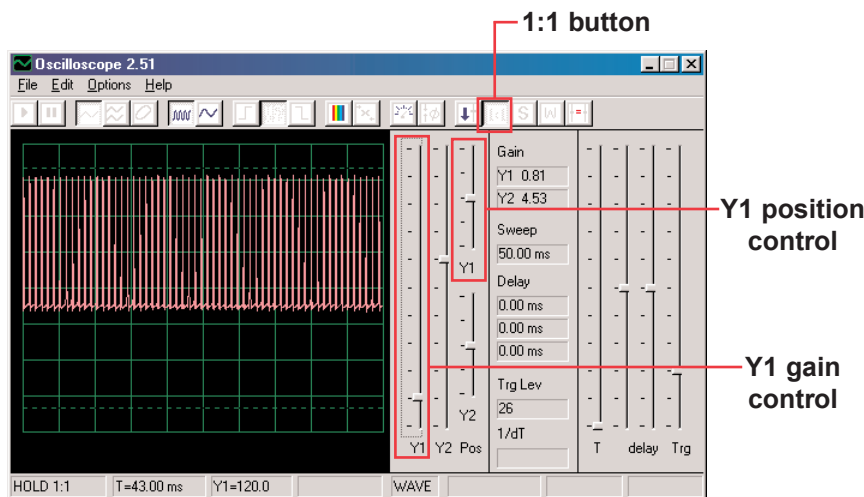 1:1 button
Oscilloscope 2.51
File Edit Options Help
Gain
Y1 0.81
Y2 4.53
Sweep
50.00 ms
Y1
Delay
0.00 ms
0.00 ms
0.00 ms
Trg Lev
26
Y2
1/dT
Y1 Y2 Pos
T delay Trg
HOLD 1:1 T=43.00 ms Y1=120.0 WAVE
Y1 position
control
Y1 gain
control